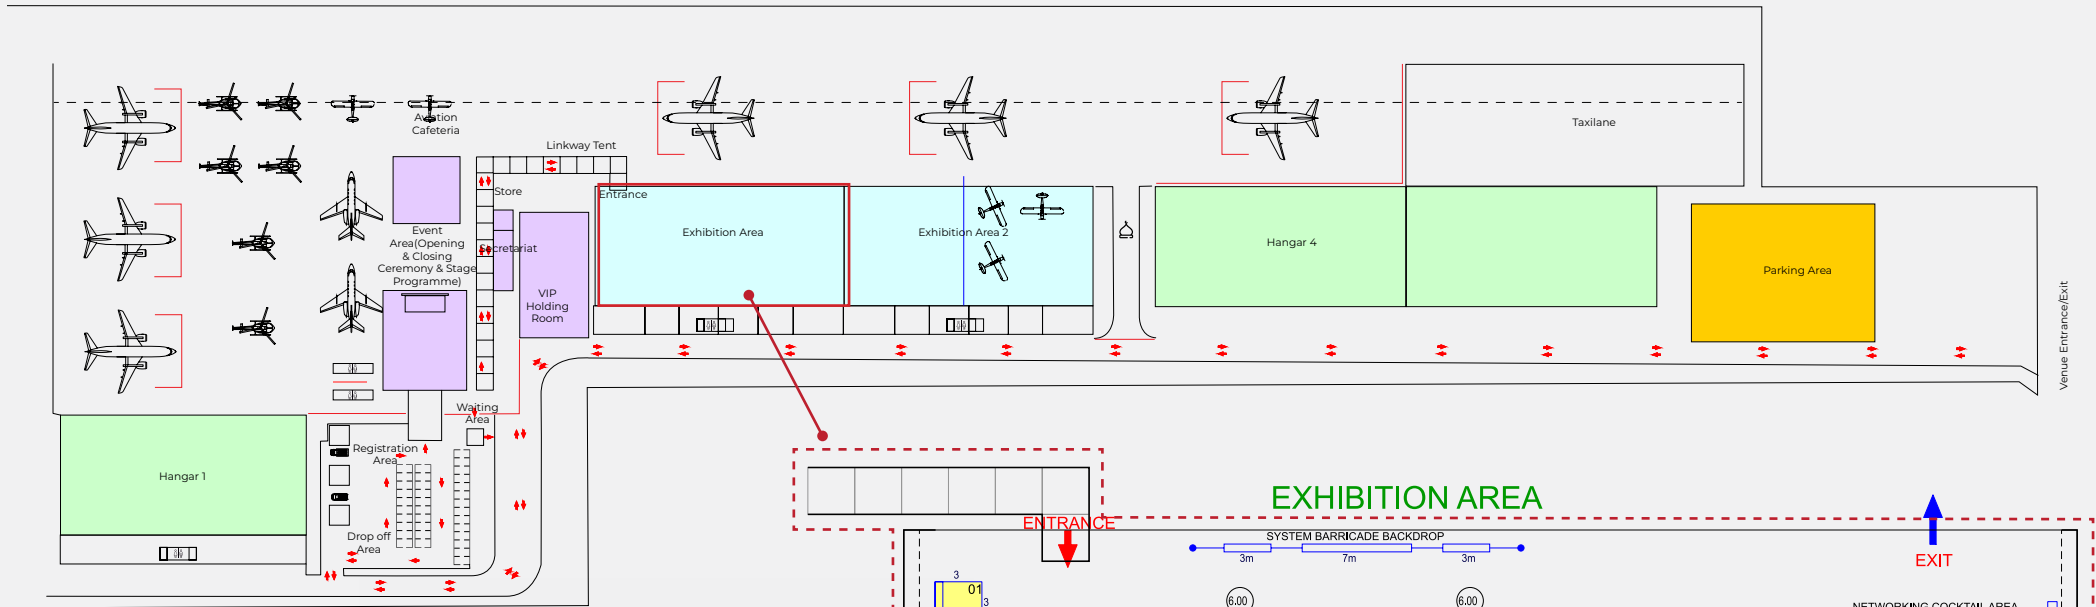 Aviation
Cafeteria
Linkway Tent
Taxilane
Store
Entrance
Event
Area(Opening
& Closing
Ceremony & Stage
Programme)
Secretariat
Exhibition Area
Exhibition Area 2
Hangar 4
Parking Area
VIP
Holding
Room
Venue Entrance/Exit
Waiting
Area
Registration
Area
Hangar 1
Drop off
Area
EXHIBITION AREA
ENTRANCE
SYSTEM BARRICADE BACKDROP
3m
7m
3m
EXIT
3
01
3
6.00
6.00
NETWORKING COCKTAIL AREA